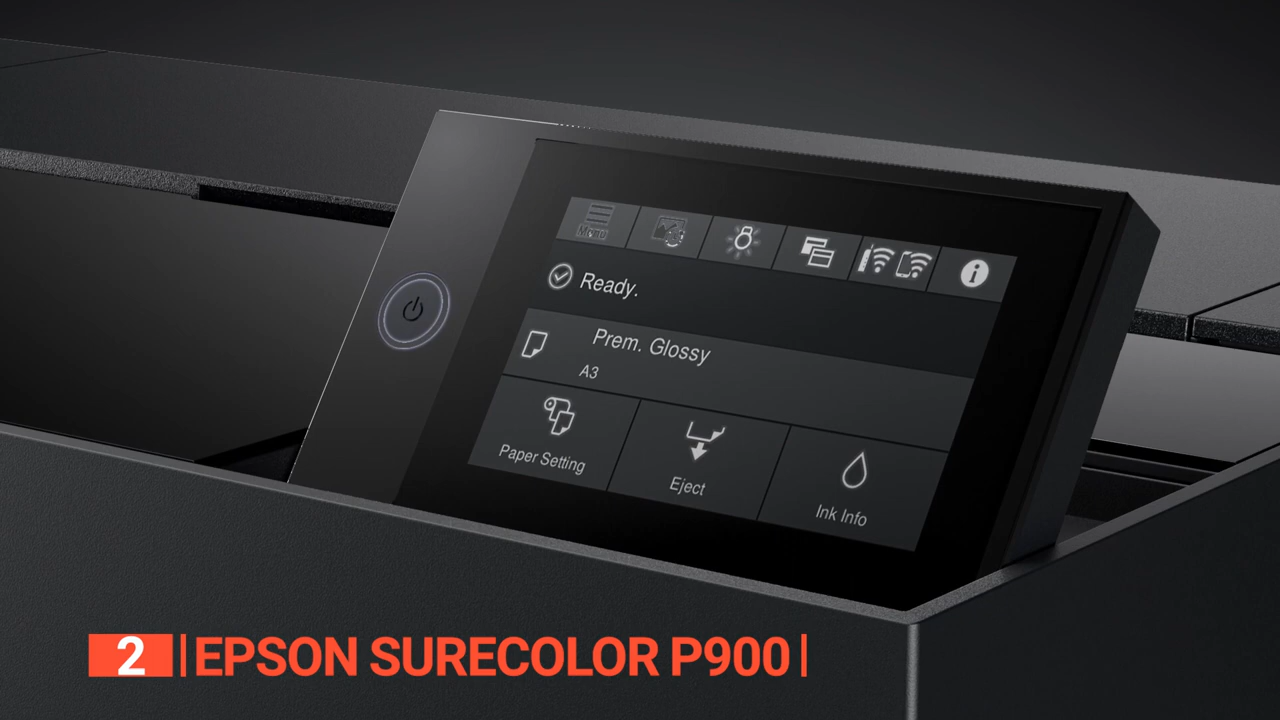 Menu
Ready.
Prem. Glossy
A3
Paper Setting
Eject
Ink Info
2 EPSON SURECOLOR P900